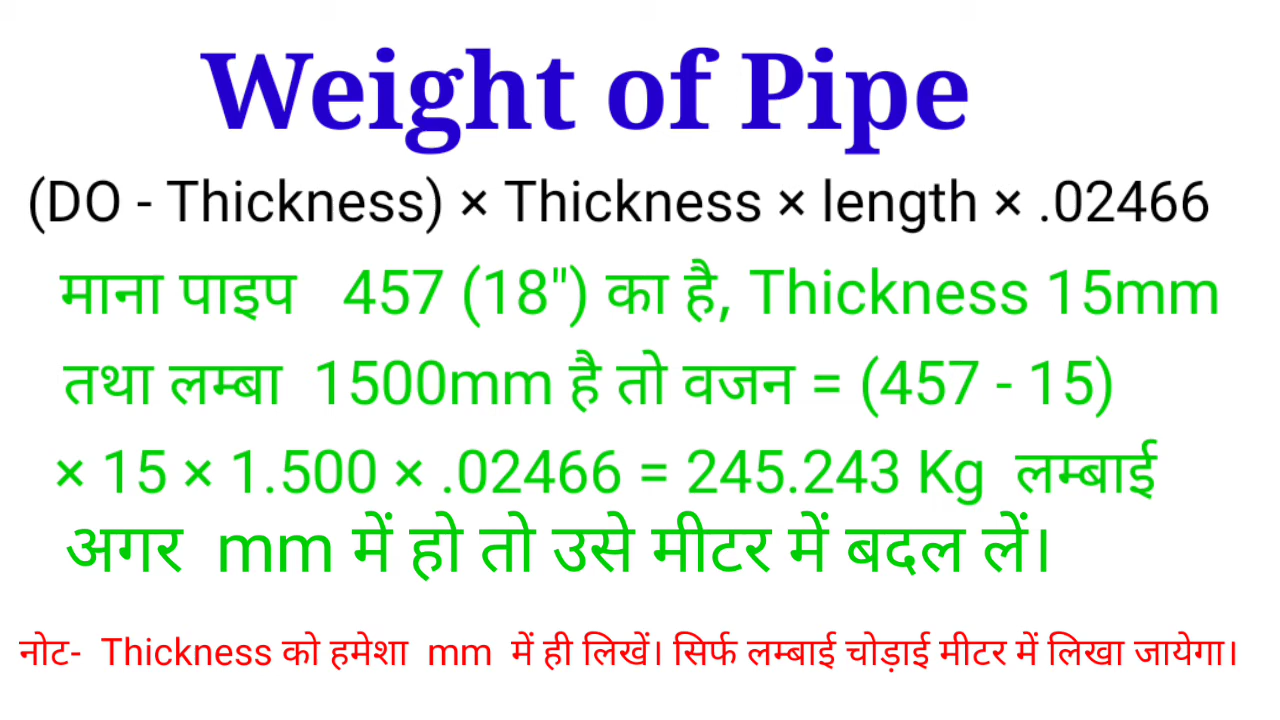 Weight of Pipe
(DO - Thickness) × Thickness × length × .02466
माना पाइप 457 (18") का है, Thickness 15mm
तथा लम्बा 1500mm है तो वजन = (457 - 15)
× 15 × 1.500 × .02466 = 245.243 Kg लम्बाई
अगर mm में हो तो उसे मीटर में बदल लें।
नोट- Thickness को हमेशा mm में ही लिखें। सिर्फ लम्बाई चोड़ाई मीटर में लिखा जायेगा।